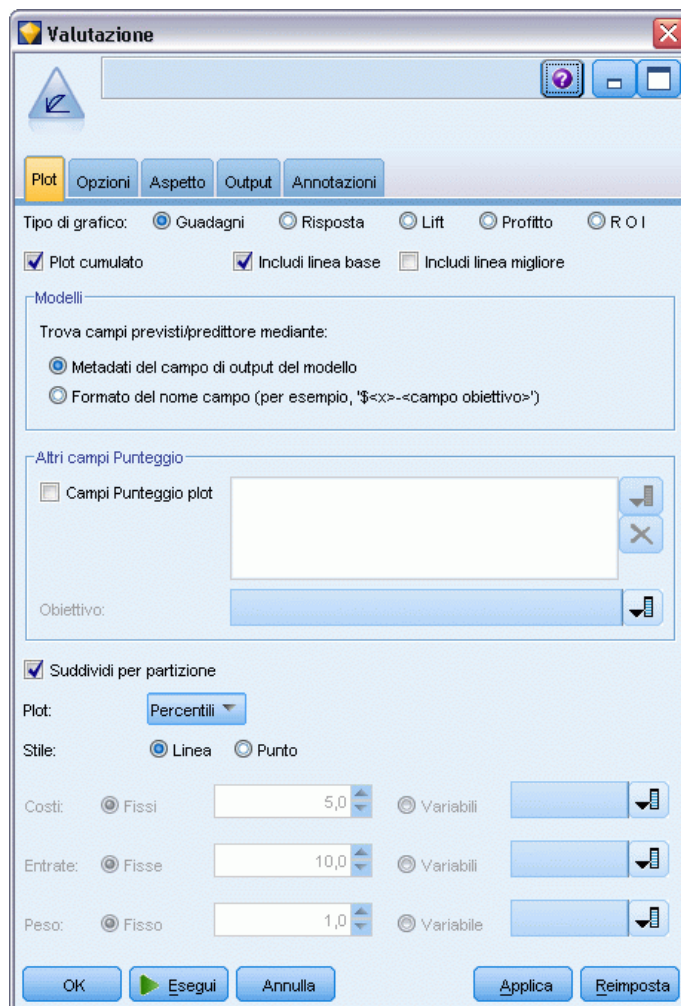 Valutazione
Plot Opzioni Aspetto Output Annotazioni
Tipo di grafico: Guadagni Risposta Lift Profitto R O I
Plot cumulato Includi linea base Includi linea migliore
Modelli
Trova campi previsti/predittore mediante:
Metadati del campo di output del modello
Formato del nome campo (per esempio, '$<x>-<campo obiettivo>')
Altri campi Punteggio
Campi Punteggio plot
Obiettivo:
Suddividi per partizione
Plot: Percentili
Stile: Linea Punto
Costi: Fissi 5,0 Variabili
Entrate: Fisse 10,0 Variabili
Peso: Fisso 1,0 Variabile
OK Esegui Annulla Applica Reimposta